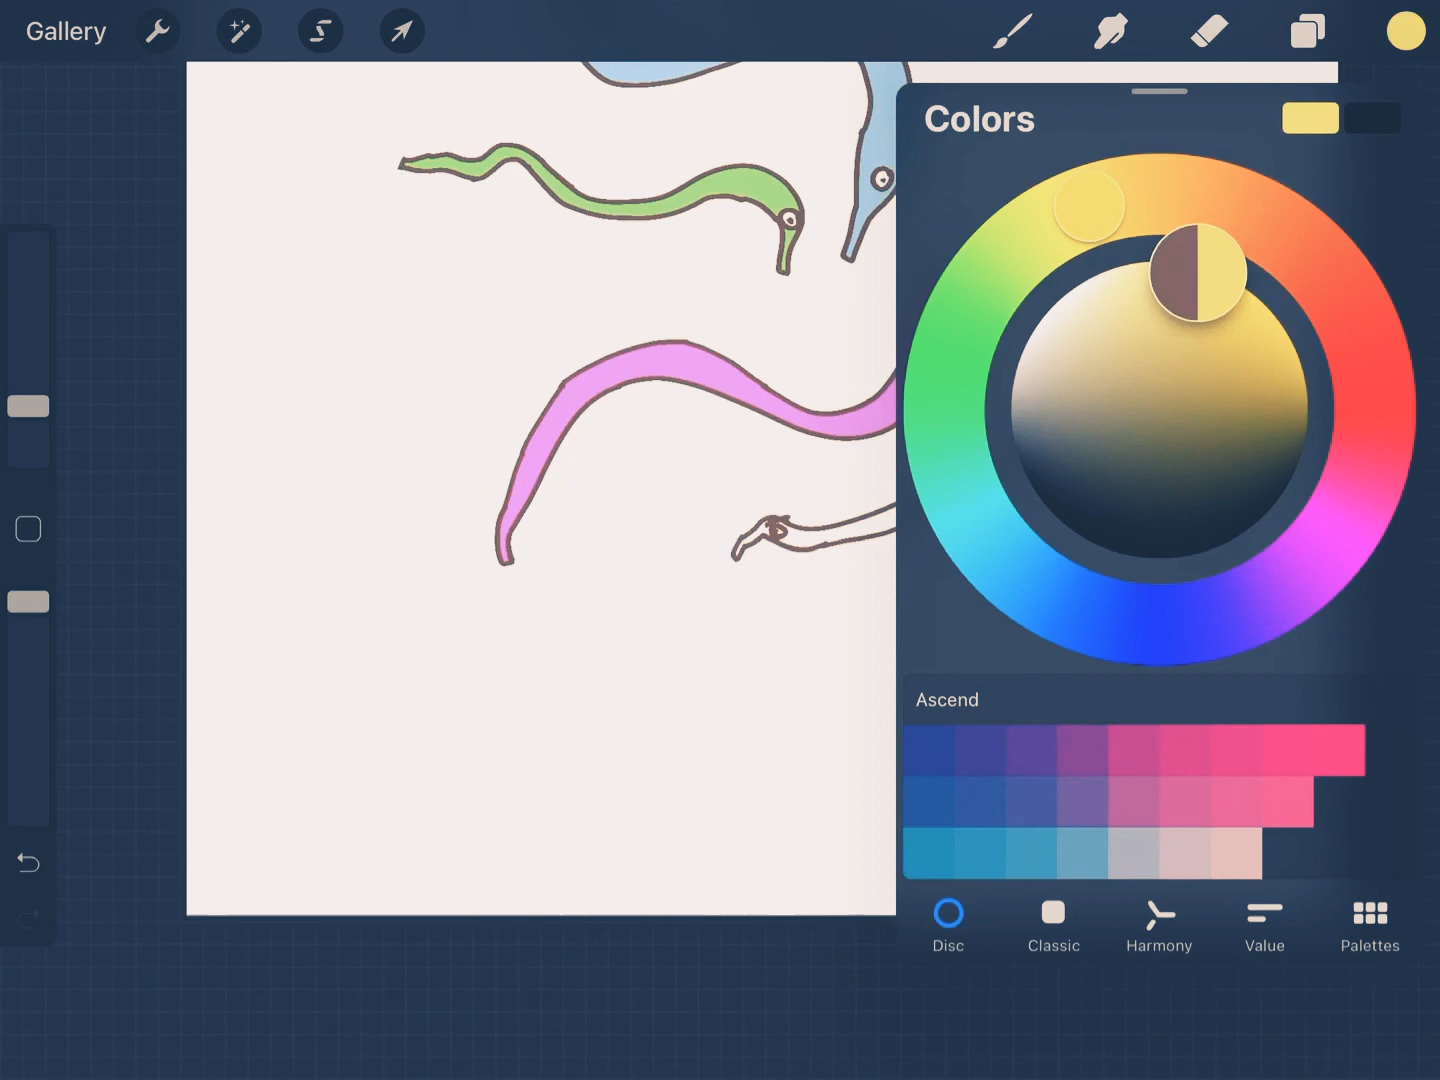 Gallery
Colors
Ascend
Disc
Classic
Harmony
Value
Palettes